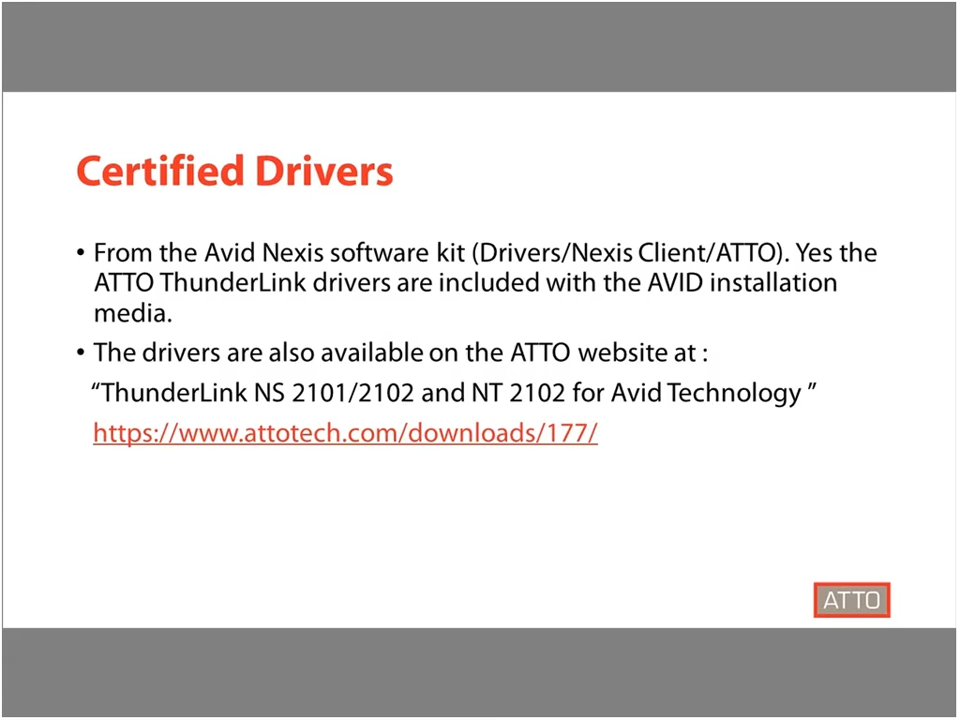 Certified Drivers
• From the Avid Nexis software kit (Drivers/Nexis Client/ATTO). Yes the
ATTO ThunderLink drivers are included with the AVID installation
media.
• The drivers are also available on the ATTO website at :
“ThunderLink NS 2101/2102 and NT 2102 for Avid Technology ”
https://www.attotech.com/downloads/177/
ATTO